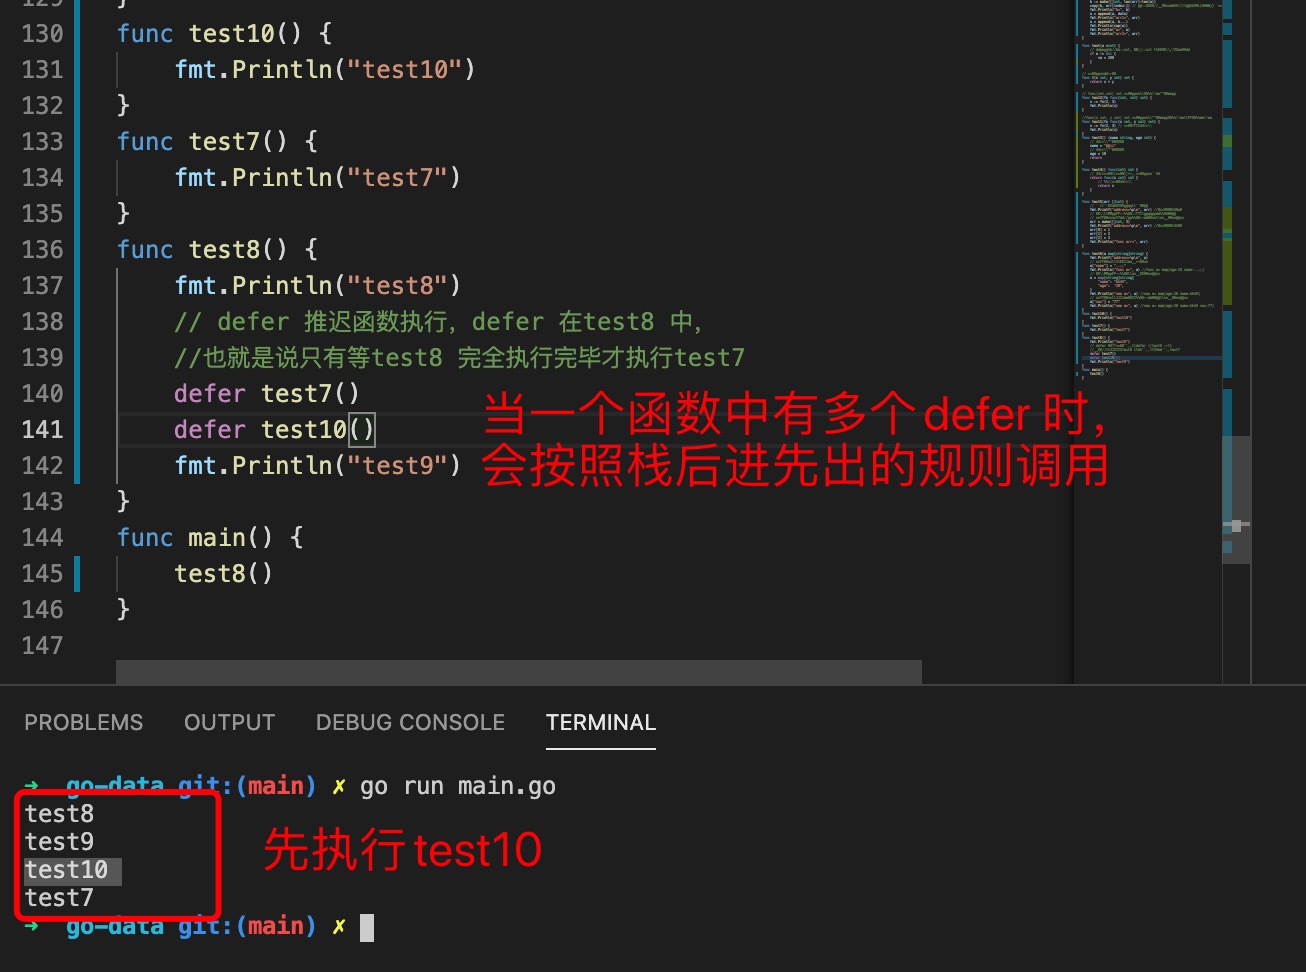 130 func test10() {
131 fmt.Println("test10")
132 }
133 func test7() {
134 fmt.Println("test7")
135 }
136 func test8() {
137 fmt.Println("test8")
138 // defer 推迟函数执行，defer 在test8 中，
139 //也就是说只有等test8 完全执行完毕才执行test7
140 defer test7()
141 defer test10()
142 fmt.Println("test9")
当一个函数中有多个defer时，
会按照栈后进先出的规则调用
143 }
144 func main() {
145 test8()
146 }
147
PROBLEMS OUTPUT DEBUG CONSOLE TERMINAL
➜ go-data git:(main) ✗ go run main.go
test8
test9
test10
test7
先执行test10
➜ go-data git:(main) ✗